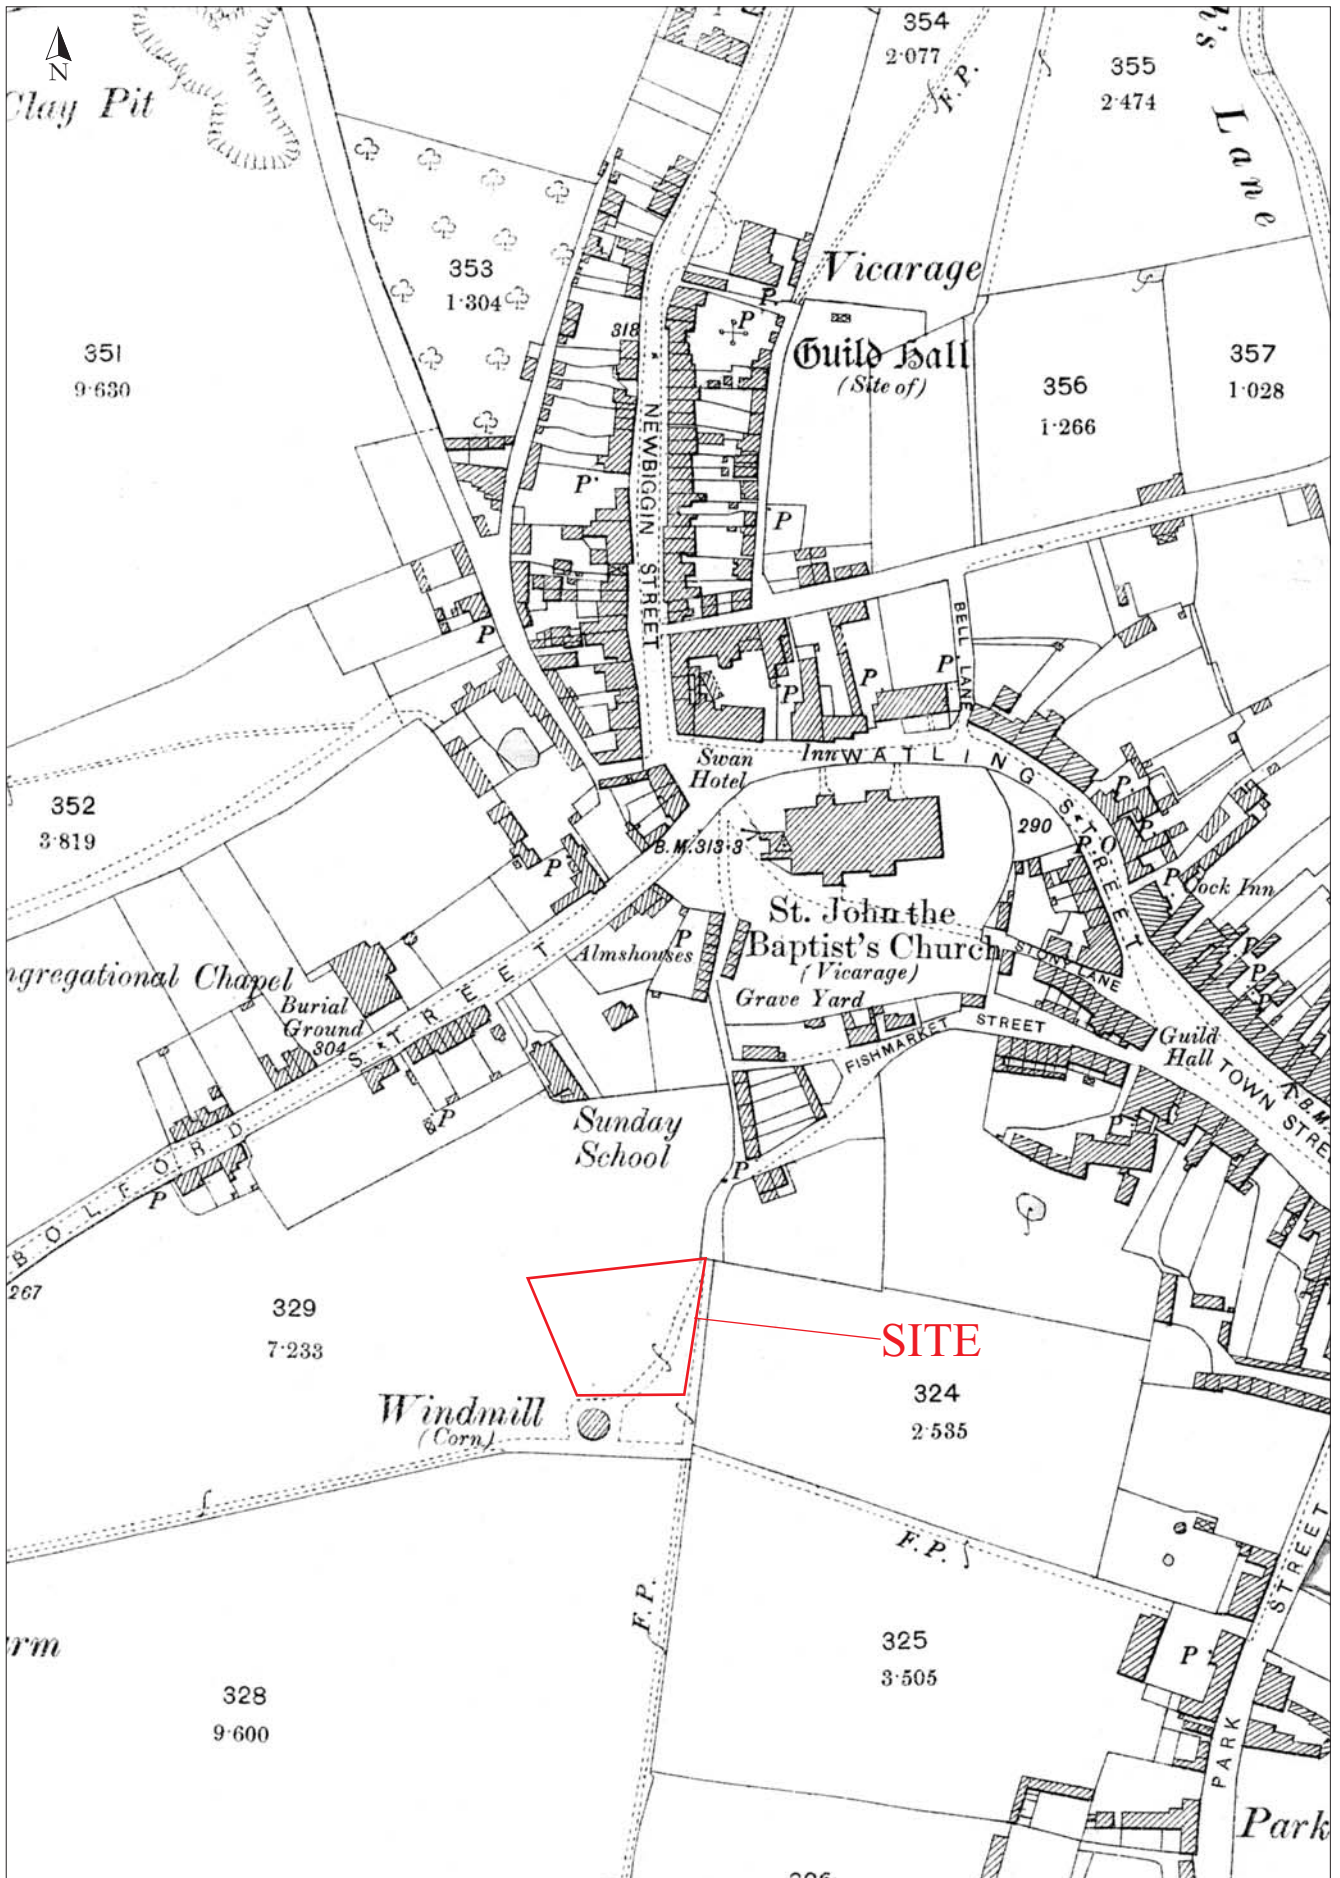 N
Clay Pit
354
2·077
F.P.
355
2·474
h's Lane
353
1·304
Vicarage
P
P
318
Guild Hall
(Site of)
351
9·630
356
1·266
357
1·028
NEWBIGGIN STREET
P
P
P
BELL LANE
P
P
P
Swan
Hotel
Inn
WATLING STREET
352
3·819
290
B.M.313·3
P
P
P
P
P
Cock Inn
St. John the
Baptist's Church
(Vicarage)
Grave Yard
P
Almshouses
STONY LANE
P
P
P
ngregational Chapel
Burial
Ground
304
FISHMARKET STREET
Guild
Hall
TOWN STREE
B.M.
P
P
Sunday
School
P
P
BOLFORD STREET
267
329
7·233
SITE
324
2·535
Windmill
(Corn)
F.P.
F.P.
STREET
PARK
325
3·505
P
rm
328
9·600
Park